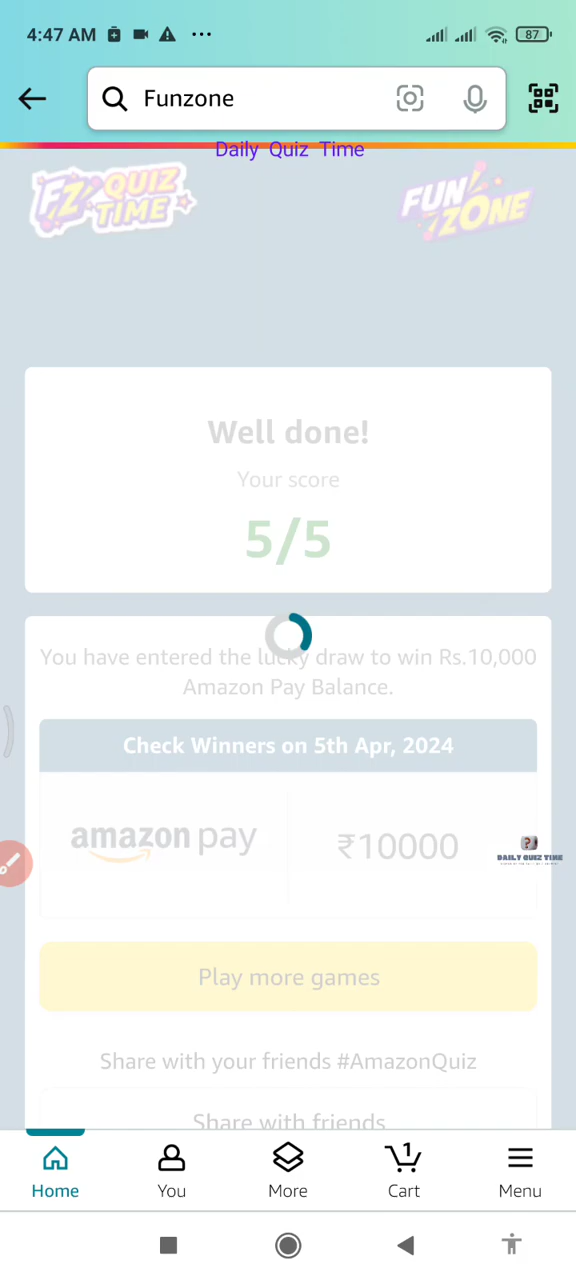 4:47 AM 87
Funzone
Daily Quiz Time
FZ QUIZ TIME
FUN ZONE
Well done!
Your score
5/5
You have entered the lucky draw to win Rs.10,000
Amazon Pay Balance.
Check Winners on 5th Apr, 2024
amazon pay
₹10000
DAILY QUIZ TIME
Play more games
Share with your friends #AmazonQuiz
Share with friends
1
Home You More Cart Menu